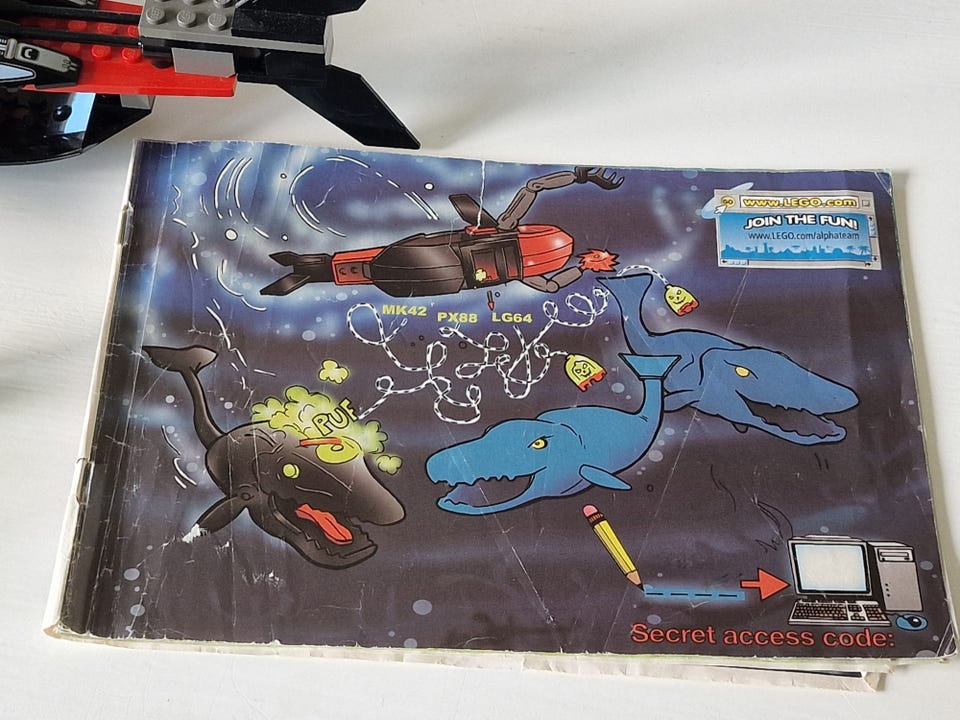 www.LEGO.com
JOIN THE FUN!
www.LEGO.com/alphateam
MK42 PX88 LG64
PUF
Secret access code: